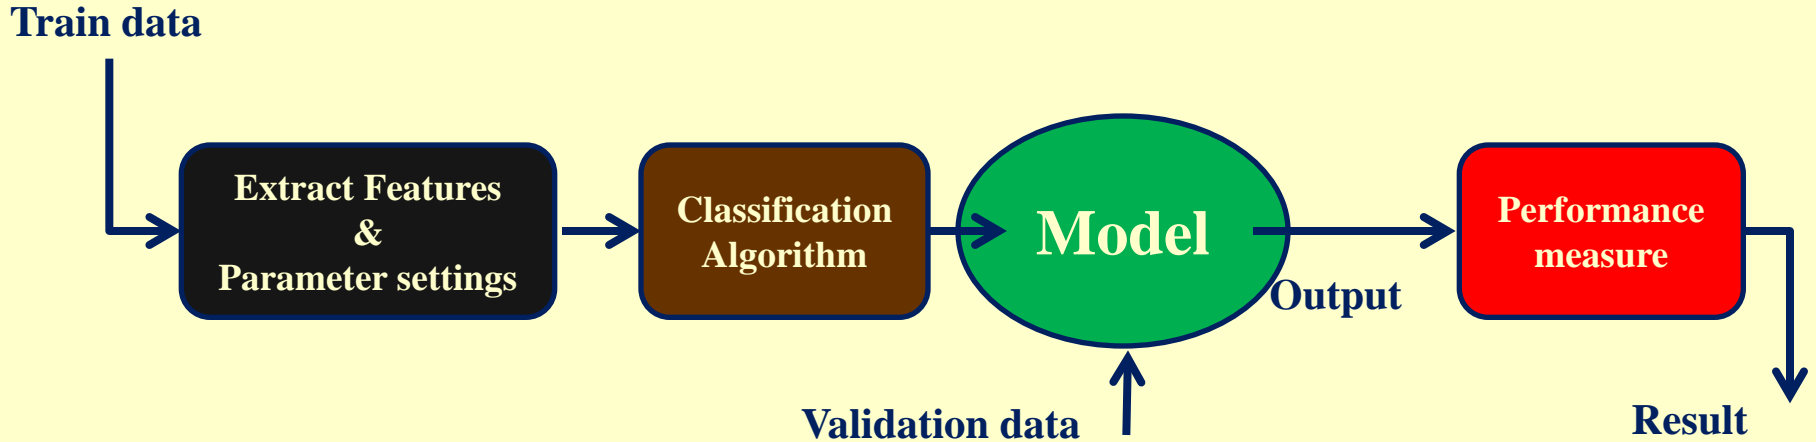 Train data
Extract Features
&
Parameter settings
Classification
Algorithm
Model
Output
Performance
measure
Validation data
Result